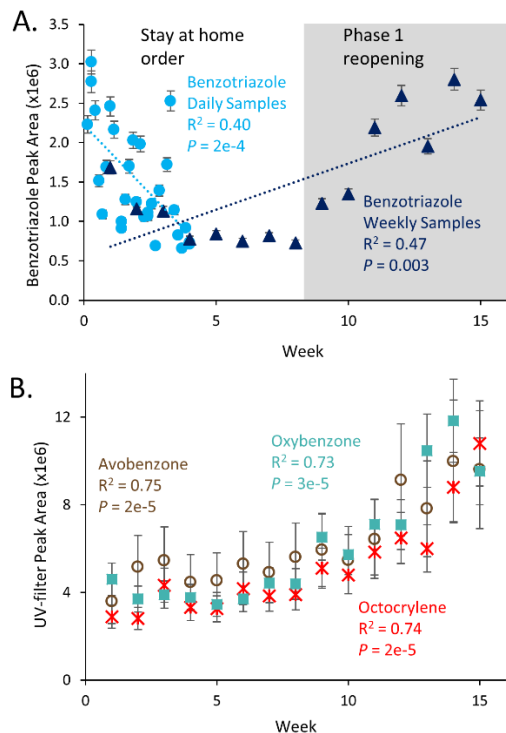 A.
Stay at home
order
Phase 1
reopening
Benzotriazole
Daily Samples
R² = 0.40
P = 2e-4
Benzotriazole
Weekly Samples
R² = 0.47
P = 0.003
Benzotriazole Peak Area (x1e6)
3.5
3.0
2.5
2.0
1.5
1.0
0.5
0.0
0 5 10 15
Week
B.
UV-filter Peak Area (x1e6)
12
8
4
0
Avobenzone
R² = 0.75
P = 2e-5
Oxybenzone
R² = 0.73
P = 3e-5
Octocrylene
R² = 0.74
P = 2e-5
0 5 10 15
Week